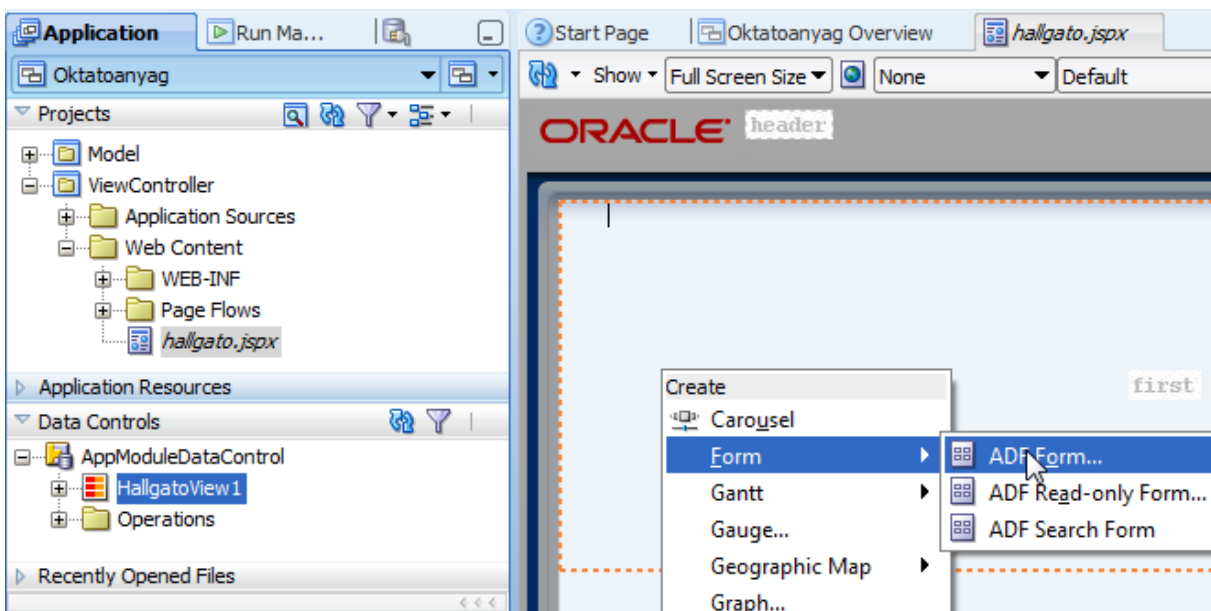 Application
Run Ma...
Start Page
Oktatoanyag Overview
hallgato.jspx
Oktatoanyag
Show
Full Screen Size
None
Default
Projects
ORACLE
header
Model
ViewController
Application Sources
Web Content
WEB-INF
Page Flows
hallgato.jspx
Application Resources
first
Data Controls
AppModuleDataControl
HallgatoView1
Operations
Recently Opened Files
Create
Carousel
Form
Gantt
Gauge...
Geographic Map
Graph...
ADF Form...
ADF Read-only Form...
ADF Search Form